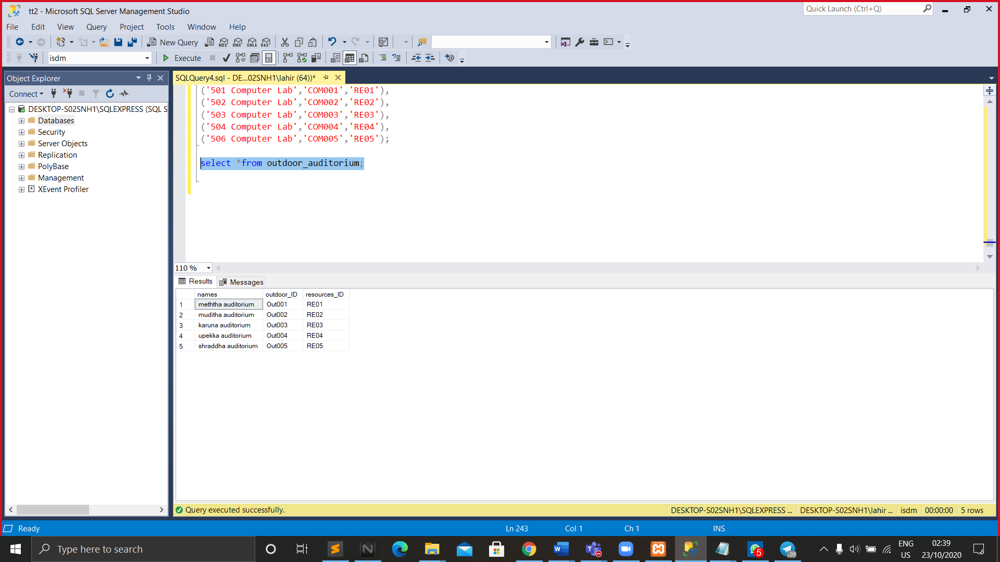 tt2 - Microsoft SQL Server Management Studio
Quick Launch (Ctrl+Q)
File Edit View Query Project Tools Window Help
New Query MDX DMX XMLA DAX
isdm Execute
Object Explorer
SQLQuery4.sql - DE...02SNH1\lahir (64))*
Connect
DESKTOP-S02SNH1\SQLEXPRESS (SQL S
Databases
Security
Server Objects
Replication
PolyBase
Management
XEvent Profiler
('501 Computer Lab','COM001','RE01'),
('502 Computer Lab','COM002','RE02'),
('503 Computer Lab','COM003','RE03'),
('504 Computer Lab','COM004','RE04'),
('506 Computer Lab','COM005','RE05');
select *from outdoor_auditorium;
110 %
Results Messages
names outdoor_ID resources_ID
1 meththa auditorium Out001 RE01
2 muditha auditorium Out002 RE02
3 karuna auditorium Out003 RE03
4 upekka auditorium Out004 RE04
5 shraddha auditorium Out005 RE05
Query executed successfully. DESKTOP-S02SNH1\SQLEXPRESS ... DESKTOP-S02SNH1\lahir ... isdm 00:00:00 5 rows
Ready Ln 243 Col 1 Ch 1 INS
Type here to search
5
..09
ENG
US
02:39
23/10/2020